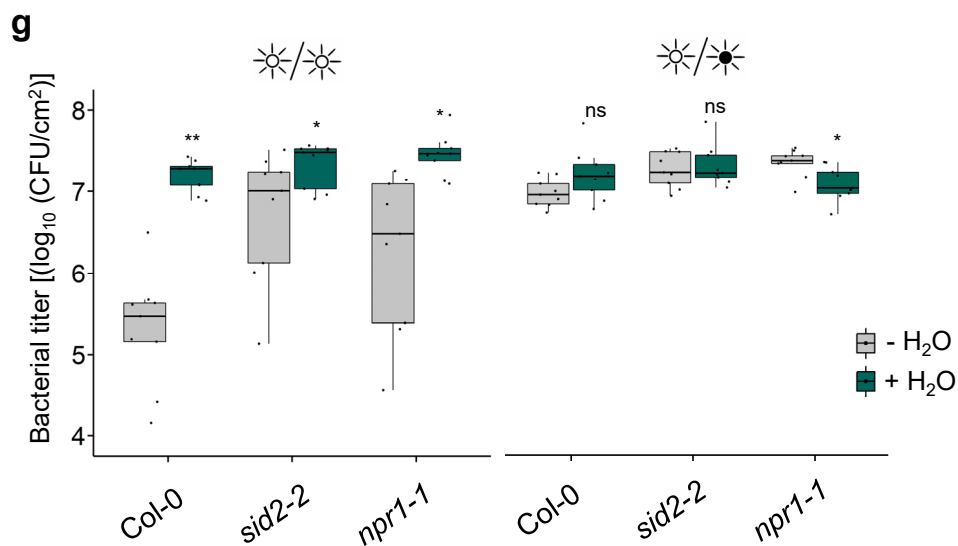 g
Bacterial titer [(log10 (CFU/cm2)]
8
7
6
5
4
**
*
*
ns
ns
*
- H2O
+ H2O
Col-0
sid2-2
npr1-1
Col-0
sid2-2
npr1-1